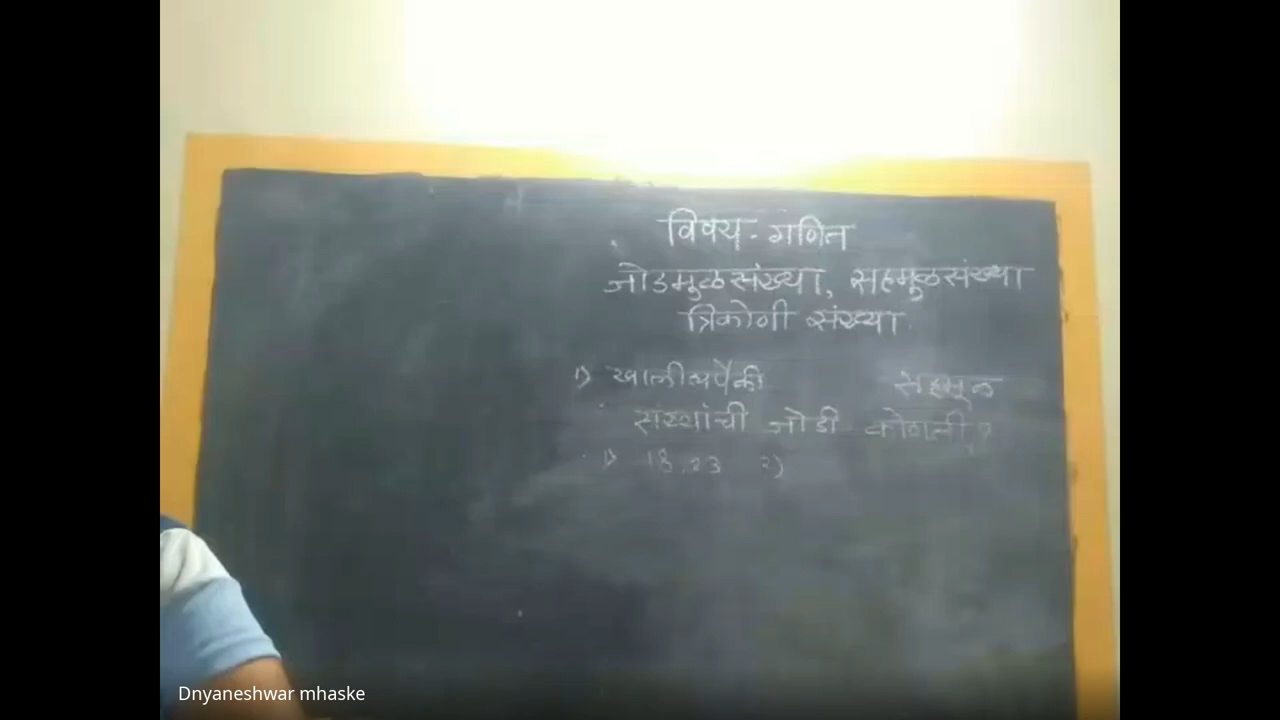 विषय - गणित
जोडमुळसंख्या, सहमुळसंख्या
त्रिकोणी संख्या
1) खालीलपैकी सहमुळ
संख्यांची जोडी कोणती?
1) 18, 23 2)
Dnyaneshwar mhaske